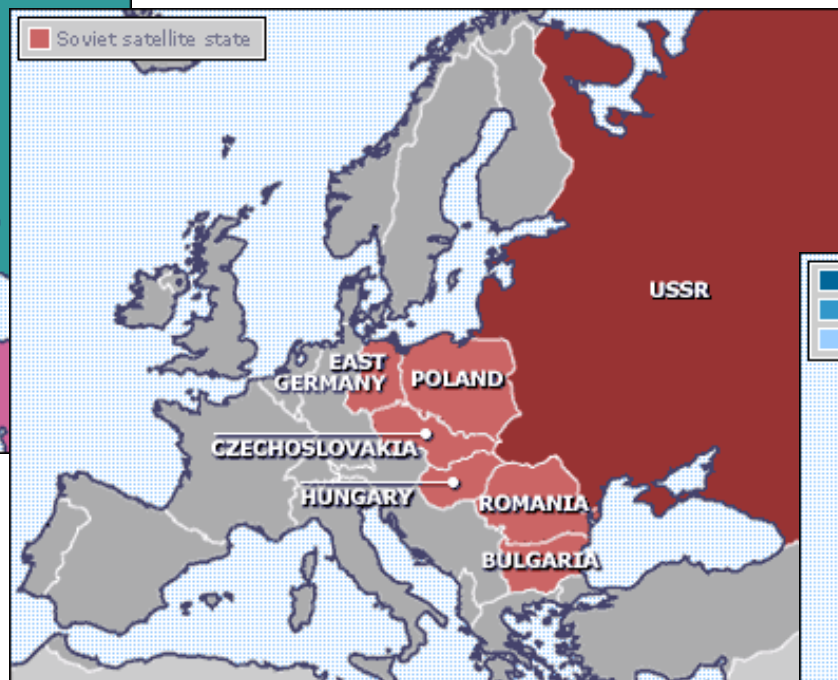 Soviet satellite state
USSR
EAST
GERMANY
POLAND
CZECHOSLOVAKIA
HUNGARY
ROMANIA
BULGARIA